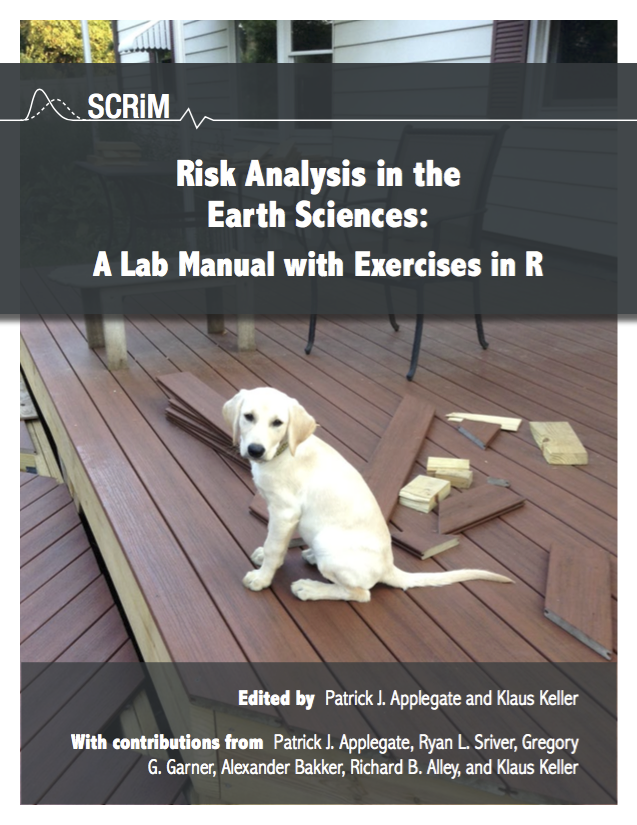 SCRiM
Risk Analysis in the
Earth Sciences:
A Lab Manual with Exercises in R
Edited by Patrick J. Applegate and Klaus Keller
With contributions from Patrick J. Applegate, Ryan L. Sriver, Gregory
G. Garner, Alexander Bakker, Richard B. Alley, and Klaus Keller